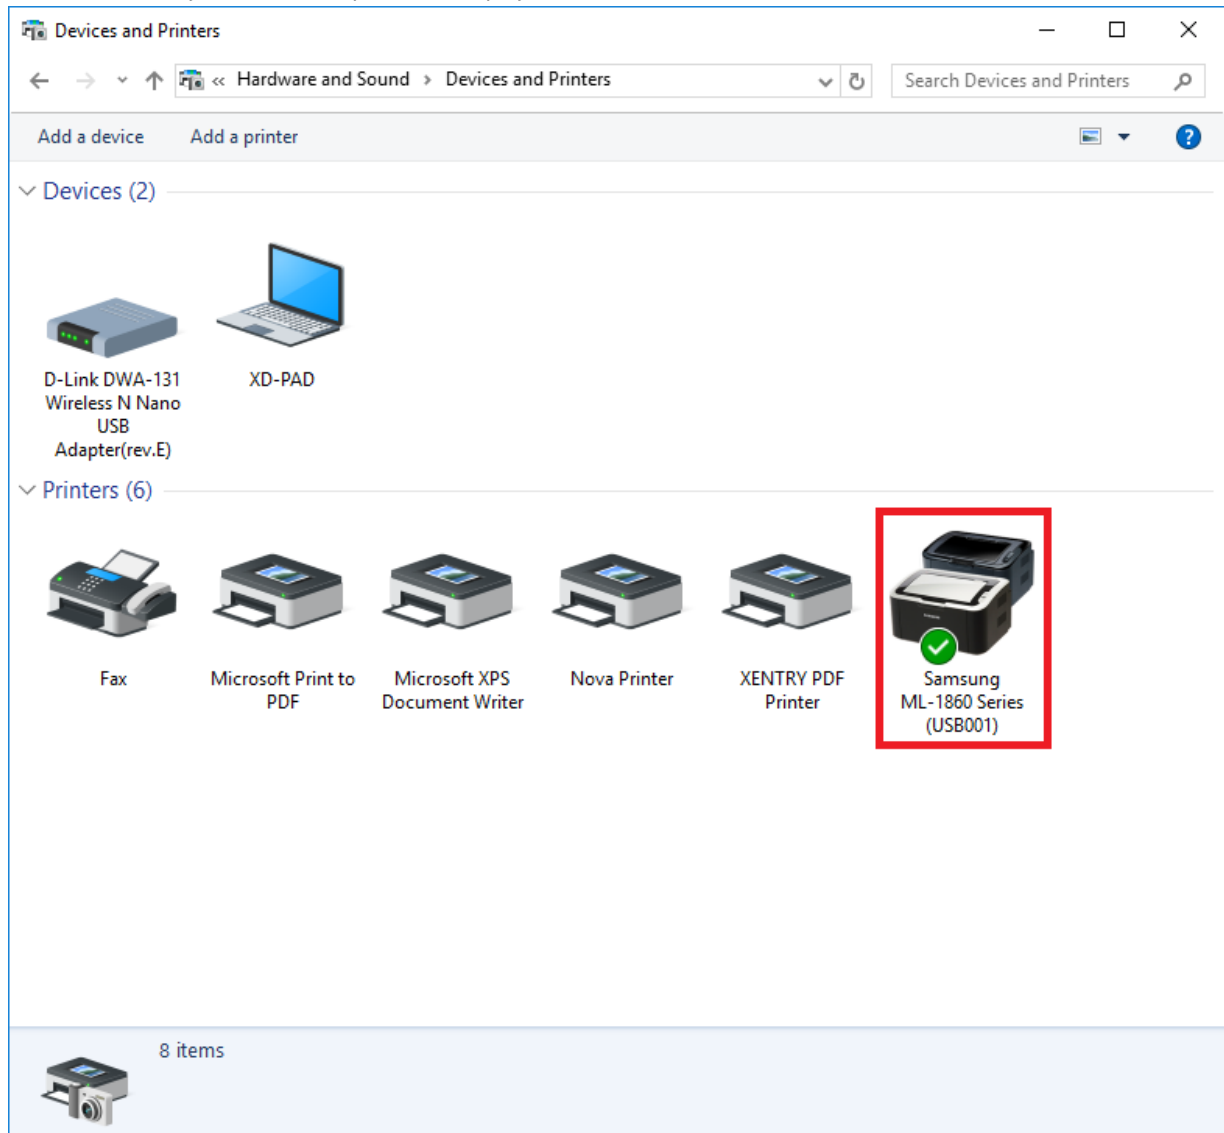 Devices and Printers
« Hardware and Sound > Devices and Printers
Search Devices and Printers
Add a device
Add a printer
Devices (2)
D-Link DWA-131
Wireless N Nano
USB
Adapter(rev.E)
XD-PAD
Printers (6)
Fax
Microsoft Print to
PDF
Microsoft XPS
Document Writer
Nova Printer
XENTRY PDF
Printer
Samsung
ML-1860 Series
(USB001)
8 items